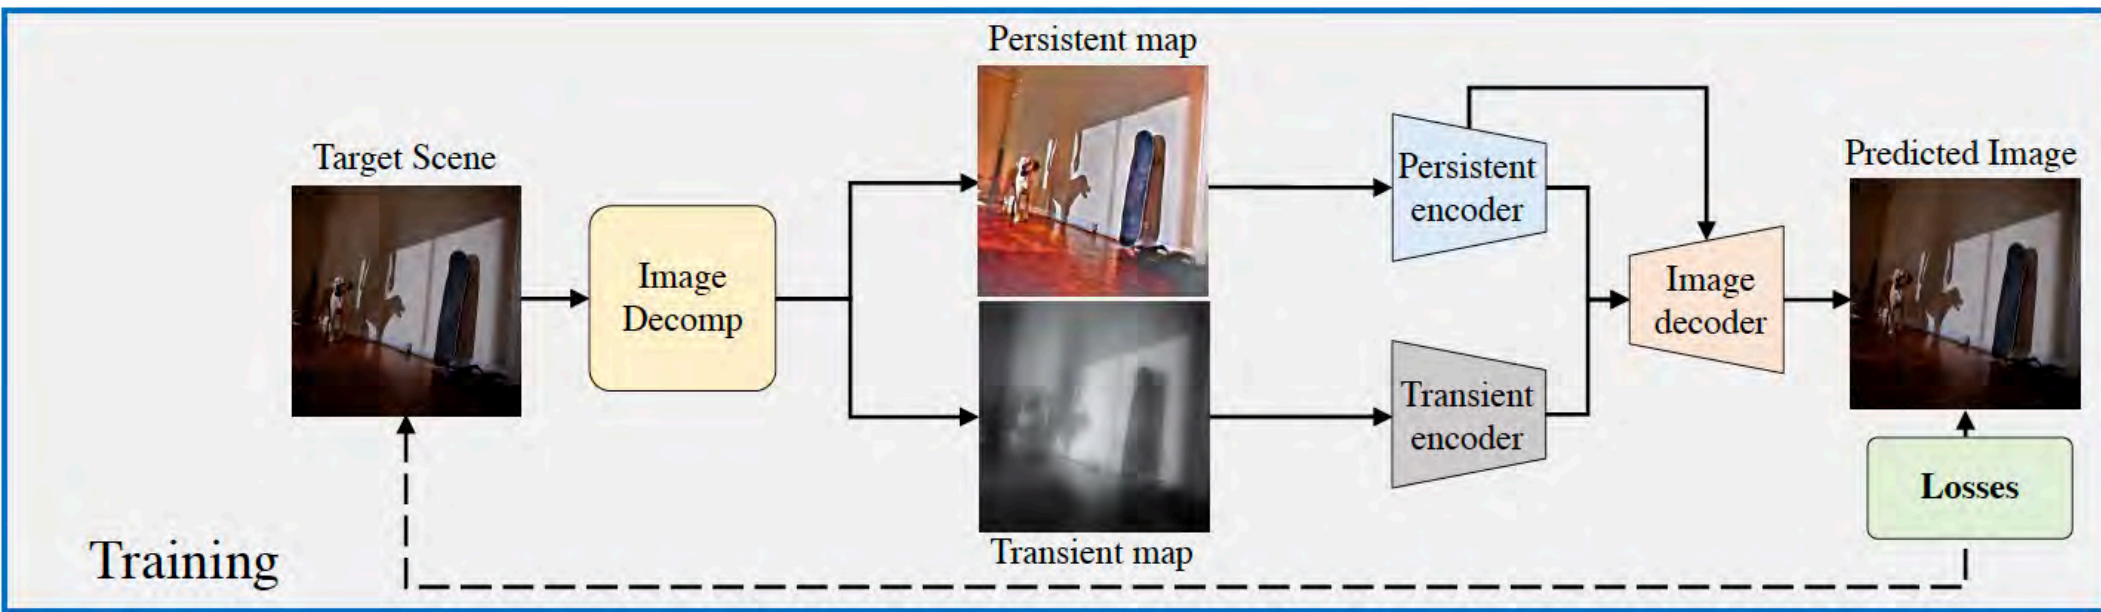 Persistent map
Target Scene
Predicted Image
Persistent
encoder
Image
Decomp
Image
decoder
Transient
encoder
Losses
Transient map
Training